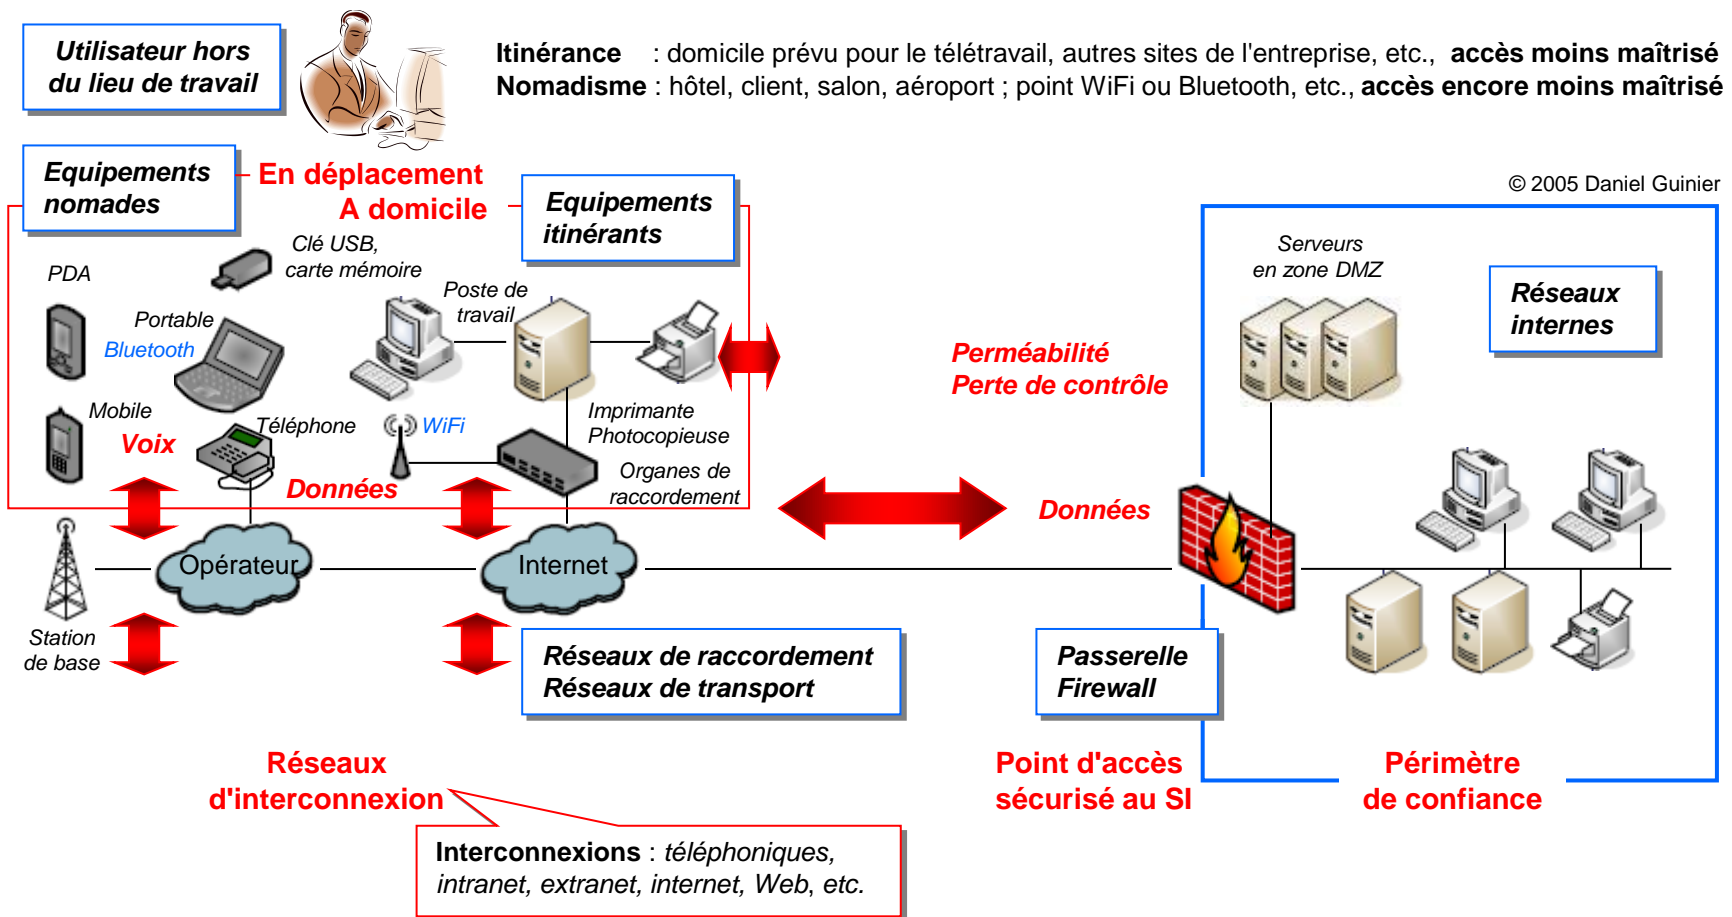 Utilisateur hors
du lieu de travail
Itinérance : domicile prévu pour le télétravail, autres sites de l'entreprise, etc., accès moins maîtrisé
Nomadisme : hôtel, client, salon, aéroport ; point WiFi ou Bluetooth, etc., accès encore moins maîtrisé
Equipements
nomades
En déplacement
A domicile
Equipements
itinérants
© 2005 Daniel Guinier
Clé USB,
carte mémoire
PDA
Portable
Bluetooth
Poste de
travail
Mobile
Voix
Téléphone
WiFi
Imprimante
Photocopieuse
Organes de
raccordement
Données
Perméabilité
Perte de contrôle
Données
Serveurs
en zone DMZ
Réseaux
internes
Opérateur
Internet
Station
de base
Réseaux de raccordement
Réseaux de transport
Passerelle
Firewall
Réseaux
d'interconnexion
Point d'accès
sécurisé au SI
Périmètre
de confiance
Interconnexions : téléphoniques,
intranet, extranet, internet, Web, etc.